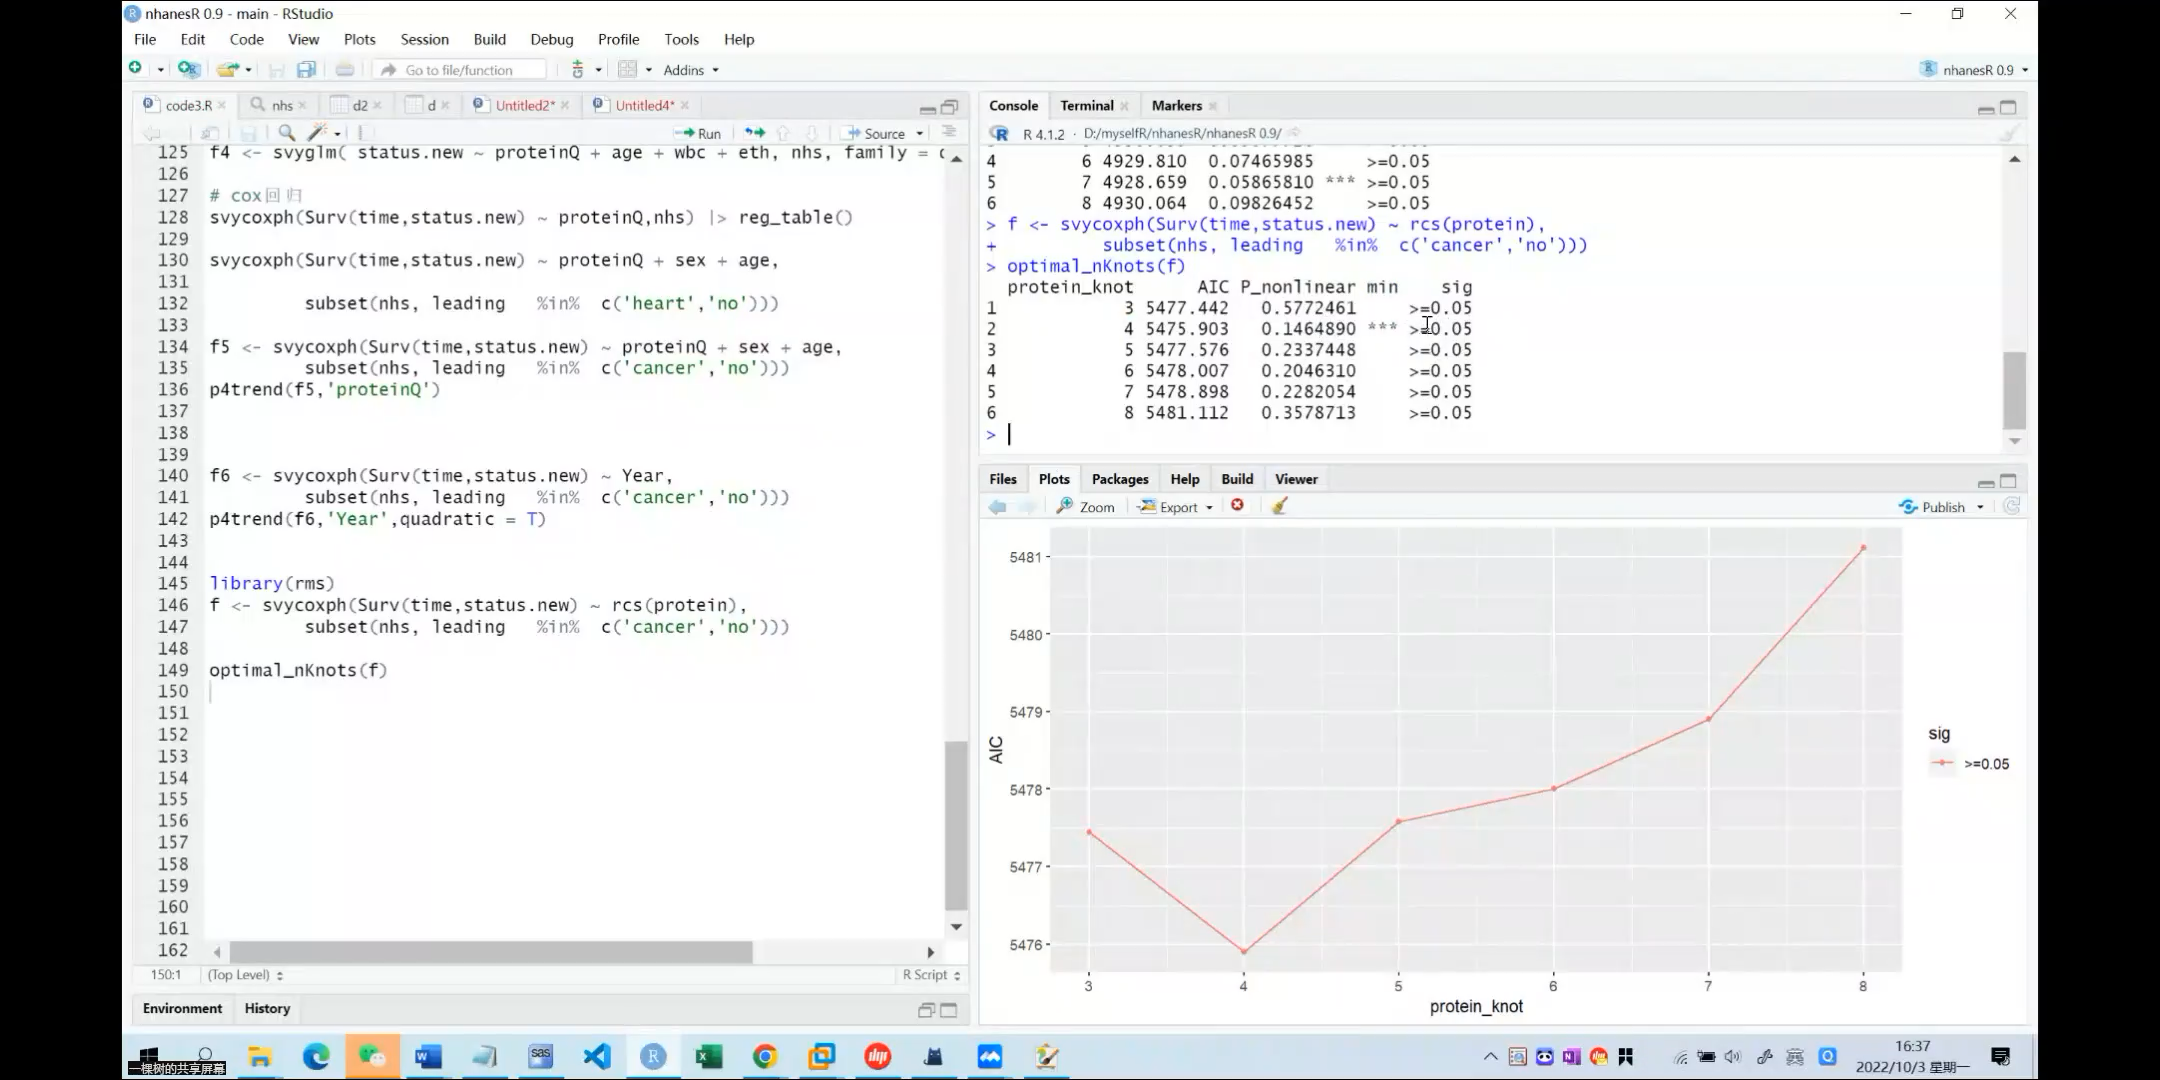 nhanesR 0.9 - main - RStudio
File Edit Code View Plots Session Build Debug Profile Tools Help
Go to file/function Addins nhanesR 0.9
code3.R nhs d2 d Untitled2* Untitled4*
Run Source
125 f4 <- svyglm( status.new ~ proteinQ + age + wbc + eth, nhs, family =
126
127 # cox回归
128 svycoxph(Surv(time,status.new) ~ proteinQ,nhs) |> reg_table()
129
130 svycoxph(Surv(time,status.new) ~ proteinQ + sex + age,
131
132 subset(nhs, leading %in% c('heart','no')))
133
134 f5 <- svycoxph(Surv(time,status.new) ~ proteinQ + sex + age,
135 subset(nhs, leading %in% c('cancer','no')))
136 p4trend(f5,'proteinQ')
137
138
139
140 f6 <- svycoxph(Surv(time,status.new) ~ Year,
141 subset(nhs, leading %in% c('cancer','no')))
142 p4trend(f6,'Year',quadratic = T)
143
144
145 library(rms)
146 f <- svycoxph(Surv(time,status.new) ~ rcs(protein),
147 subset(nhs, leading %in% c('cancer','no')))
148
149 optimal_nKnots(f)
150
151
152
153
154
155
156
157
158
159
160
161
162
150:1 (Top Level) R Script
Environment History
Console Terminal Markers
R 4.1.2 · D:/myselfR/nhanesR/nhanesR 0.9/
4 6 4929.810 0.07465985 >=0.05
5 7 4928.659 0.05865810 *** >=0.05
6 8 4930.064 0.09826452 >=0.05
> f <- svycoxph(Surv(time,status.new) ~ rcs(protein),
+ subset(nhs, leading %in% c('cancer','no')))
> optimal_nKnots(f)
protein_knot AIC P_nonlinear min sig
1 3 5477.442 0.5772461 >=0.05
2 4 5475.903 0.1464890 *** >=0.05
3 5 5477.576 0.2337448 >=0.05
4 6 5478.007 0.2046310 >=0.05
5 7 5478.898 0.2282054 >=0.05
6 8 5481.112 0.3578713 >=0.05
>
Files Plots Packages Help Build Viewer
Zoom Export Publish
5481
5480
5479
5478
5477
5476
AIC
3 4 5 6 7 8
protein_knot
sig
>=0.05
一棵树的共享屏幕
sas
英
16:37
2022/10/3 星期一